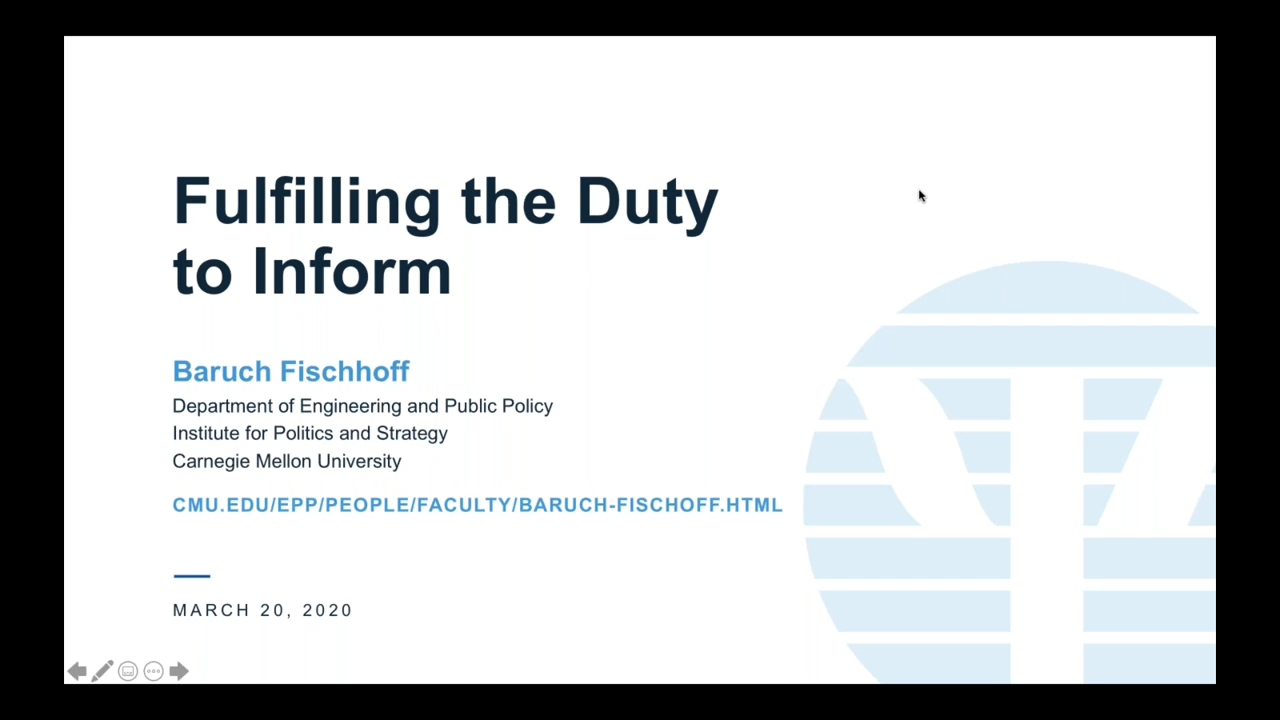 Fulfilling the Duty
to Inform
Baruch Fischhoff
Department of Engineering and Public Policy
Institute for Politics and Strategy
Carnegie Mellon University
CMU.EDU/EPP/PEOPLE/FACULTY/BARUCH-FISCHOFF.HTML
MARCH 20, 2020